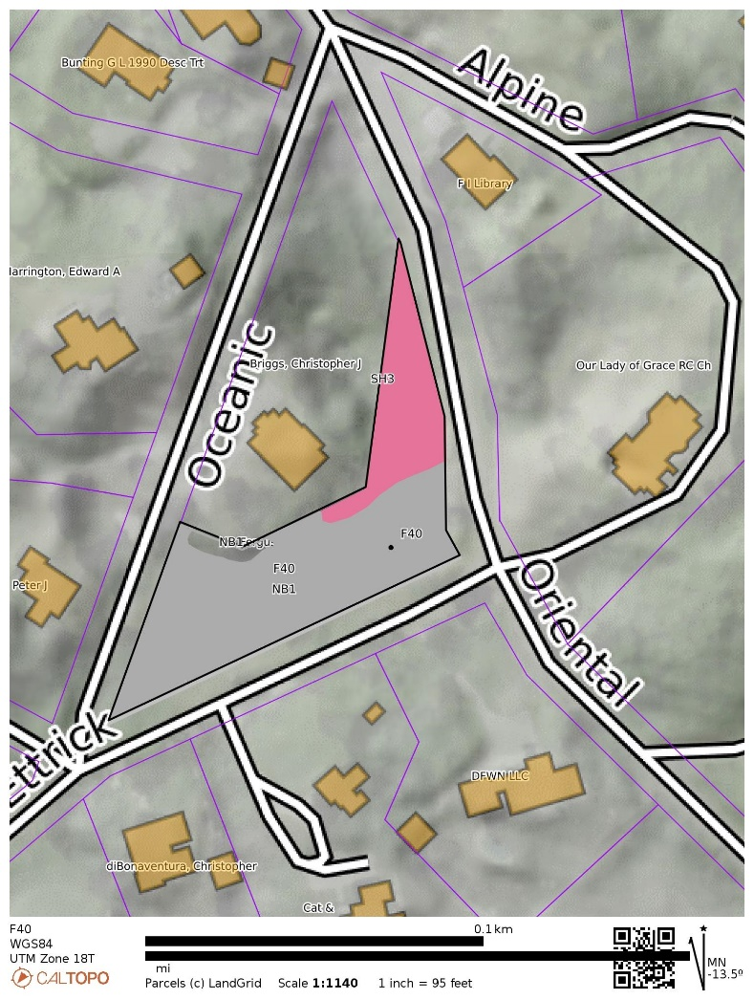 Alpine
Bunting G L 1990 Desc Trt
F I Library
Harrington, Edward A
Oceanic
Briggs, Christopher J
SH3
Our Lady of Grace RC Ch
F40
F40
NB1
Peter J
Oriental
Ettrick
DFWN LLC
diBonaventura, Christopher
Cat &
F40
WGS84
UTM Zone 18T
CALTOPO
0.1 km
mi
Parcels (c) LandGrid Scale 1:1140 1 inch = 95 feet
MN
-13.5º